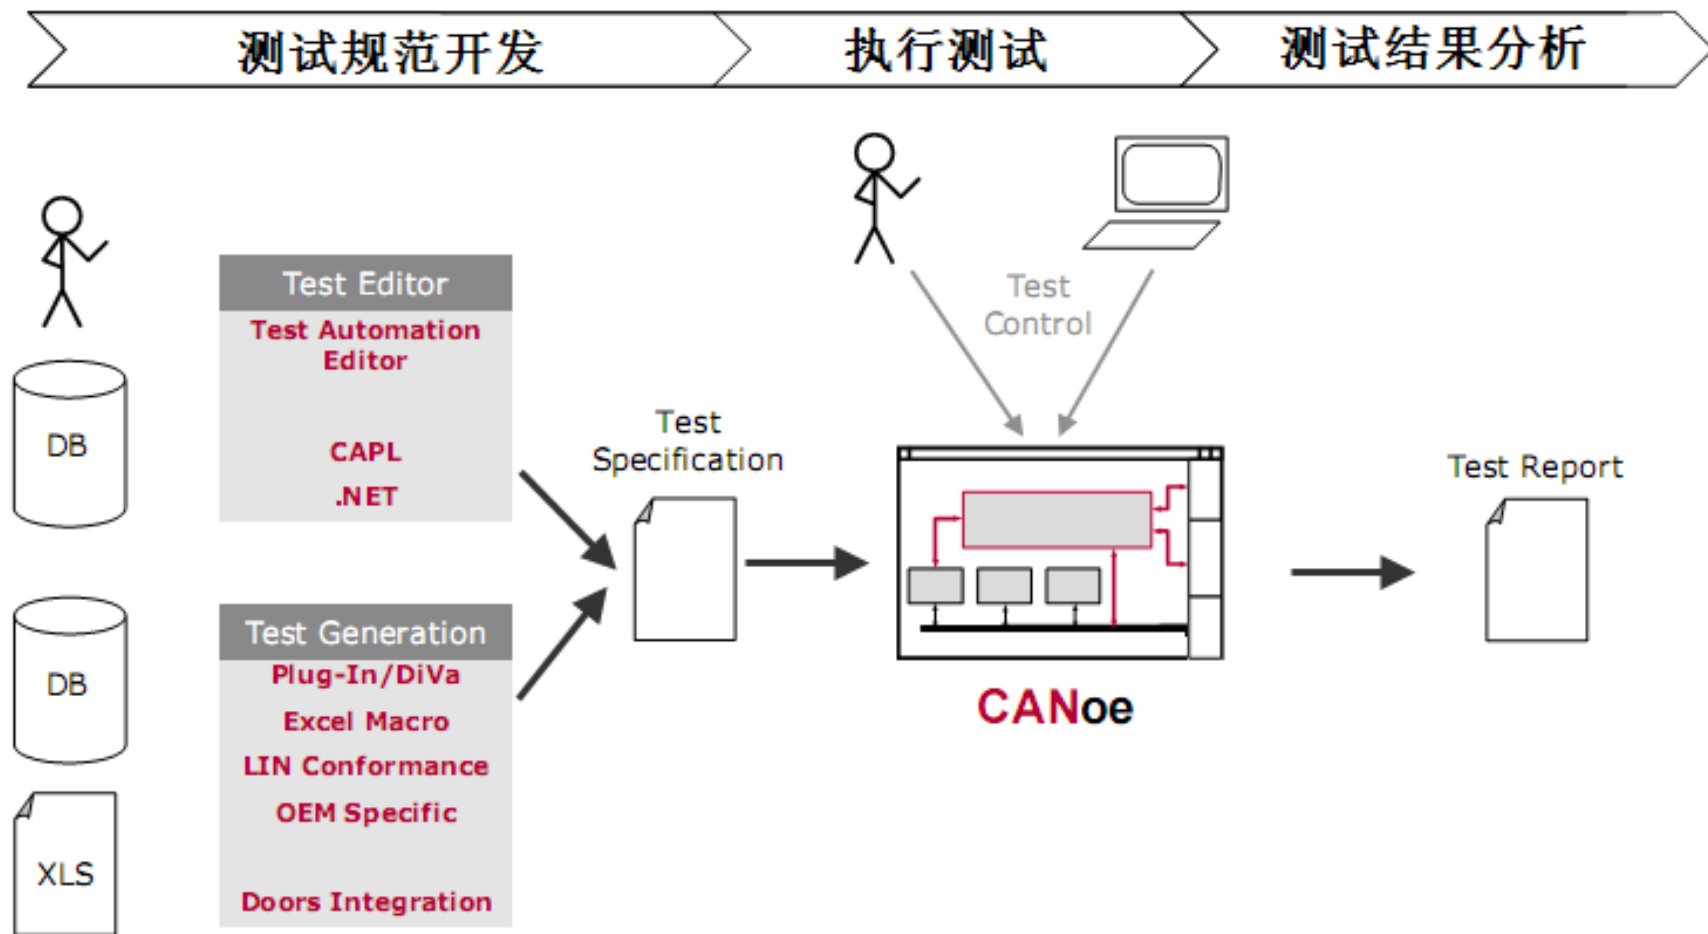 测试规范开发
执行测试
测试结果分析
Test Editor
Test Automation
Editor
CAPL
.NET
DB
Test Generation
Plug-In/DiVa
Excel Macro
LIN Conformance
OEM Specific
Doors Integration
DB
XLS
Test
Specification
Test
Control
CANoe
Test Report